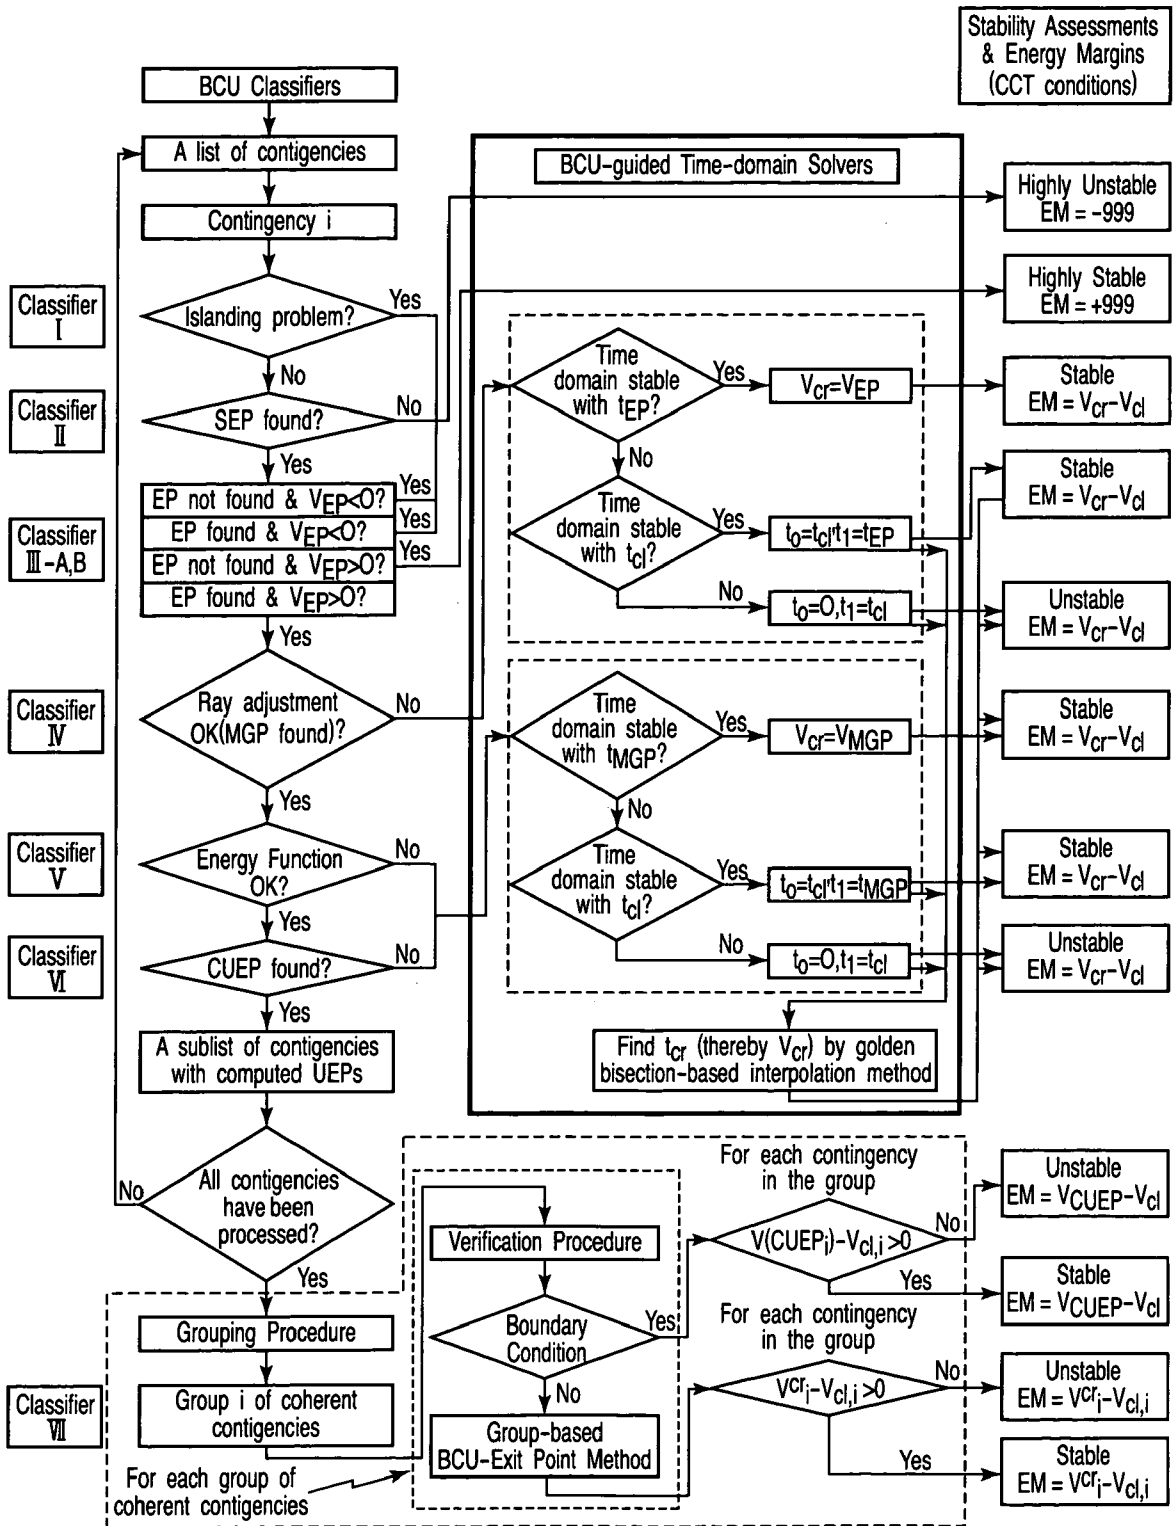 Stability Assessments
& Energy Margins
(CCT conditions)
BCU Classifiers
A list of contigencies
BCU-guided Time-domain Solvers
Contingency i
Highly Unstable
EM = -999
Classifier
I
Islanding problem?
Yes
No
Highly Stable
EM = +999
Classifier
II
SEP found?
No
Yes
Time
domain stable
with tEP?
Yes
No
Vcr=VEP
Stable
EM = Vcr-Vcl
Classifier
III-A,B
EP not found & VEP<0?
Yes
EP found & VEP<0?
Yes
EP not found & VEP>0?
Yes
EP found & VEP>0?
Yes
Time
domain stable
with tcl?
Yes
No
to=tcl,t1=tEP
Stable
EM = Vcr-Vcl
to=0,t1=tcl
Unstable
EM = Vcr-Vcl
Classifier
IV
Ray adjustment
OK(MGP found)?
No
Yes
Time
domain stable
with tMGP?
Yes
No
Vcr=VMGP
Stable
EM = Vcr-Vcl
Classifier
V
Energy Function
OK?
No
Yes
Time
domain stable
with tcl?
Yes
No
to=tcl,t1=tMGP
Stable
EM = Vcr-Vcl
Classifier
VI
CUEP found?
No
Yes
to=0,t1=tcl
Unstable
EM = Vcr-Vcl
A sublist of contigencies
with computed UEPs
Find tcr (thereby Vcr) by golden
bisection-based interpolation method
All contigencies
have been
processed?
No
Yes
For each contingency
in the group
Verification Procedure
V(CUEPi)-Vcl,i >0
No
Yes
Unstable
EM = VCUEP-Vcl
Stable
EM = VCUEP-Vcl
Grouping Procedure
Boundary
Condition
Yes
No
For each contingency
in the group
Classifier
VII
Group i of coherent
contigencies
Group-based
BCU-Exit Point Method
Vcri-Vcl,i >0
No
Yes
Unstable
EM = Vcri-Vcl,i
Stable
EM = Vcri-Vcl,i
For each group of
coherent contigencies